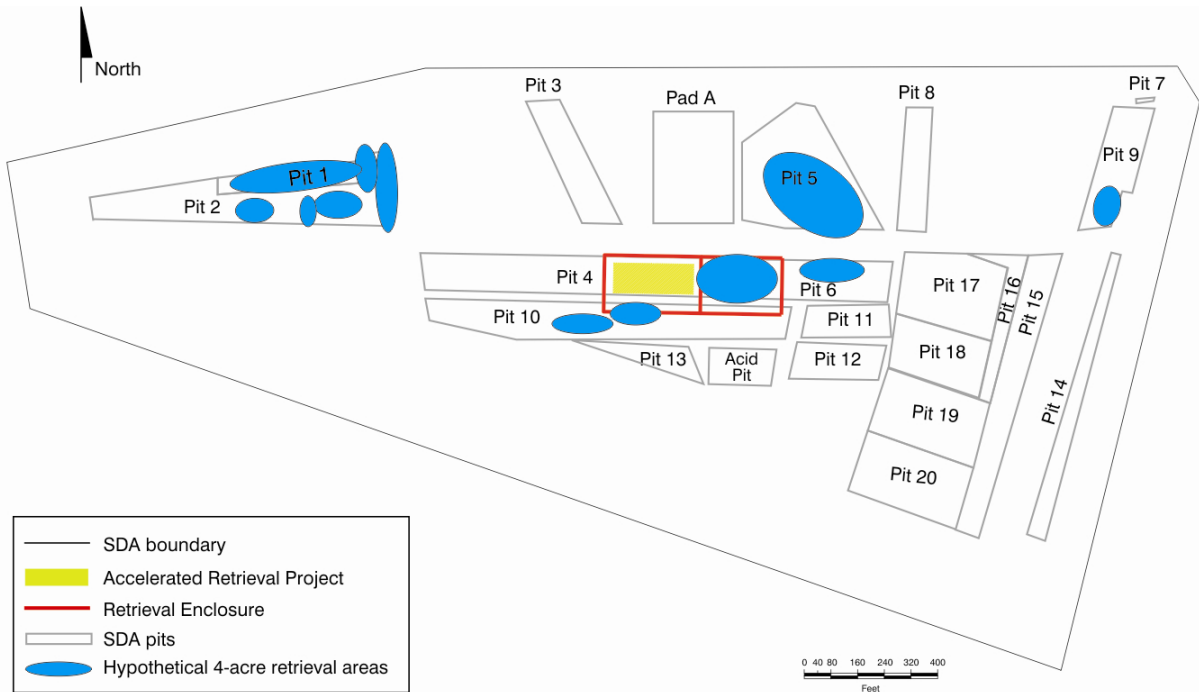 North
Pit 3
Pad A
Pit 8
Pit 7
Pit 9
Pit 1
Pit 5
Pit 2
Pit 4
Pit 6
Pit 17
Pit 16
Pit 15
Pit 10
Pit 11
Pit 13
Acid
Pit
Pit 12
Pit 18
Pit 14
Pit 19
Pit 20
SDA boundary
Accelerated Retrieval Project
Retrieval Enclosure
SDA pits
Hypothetical 4-acre retrieval areas
0 40 80 160 240 320 400
Feet